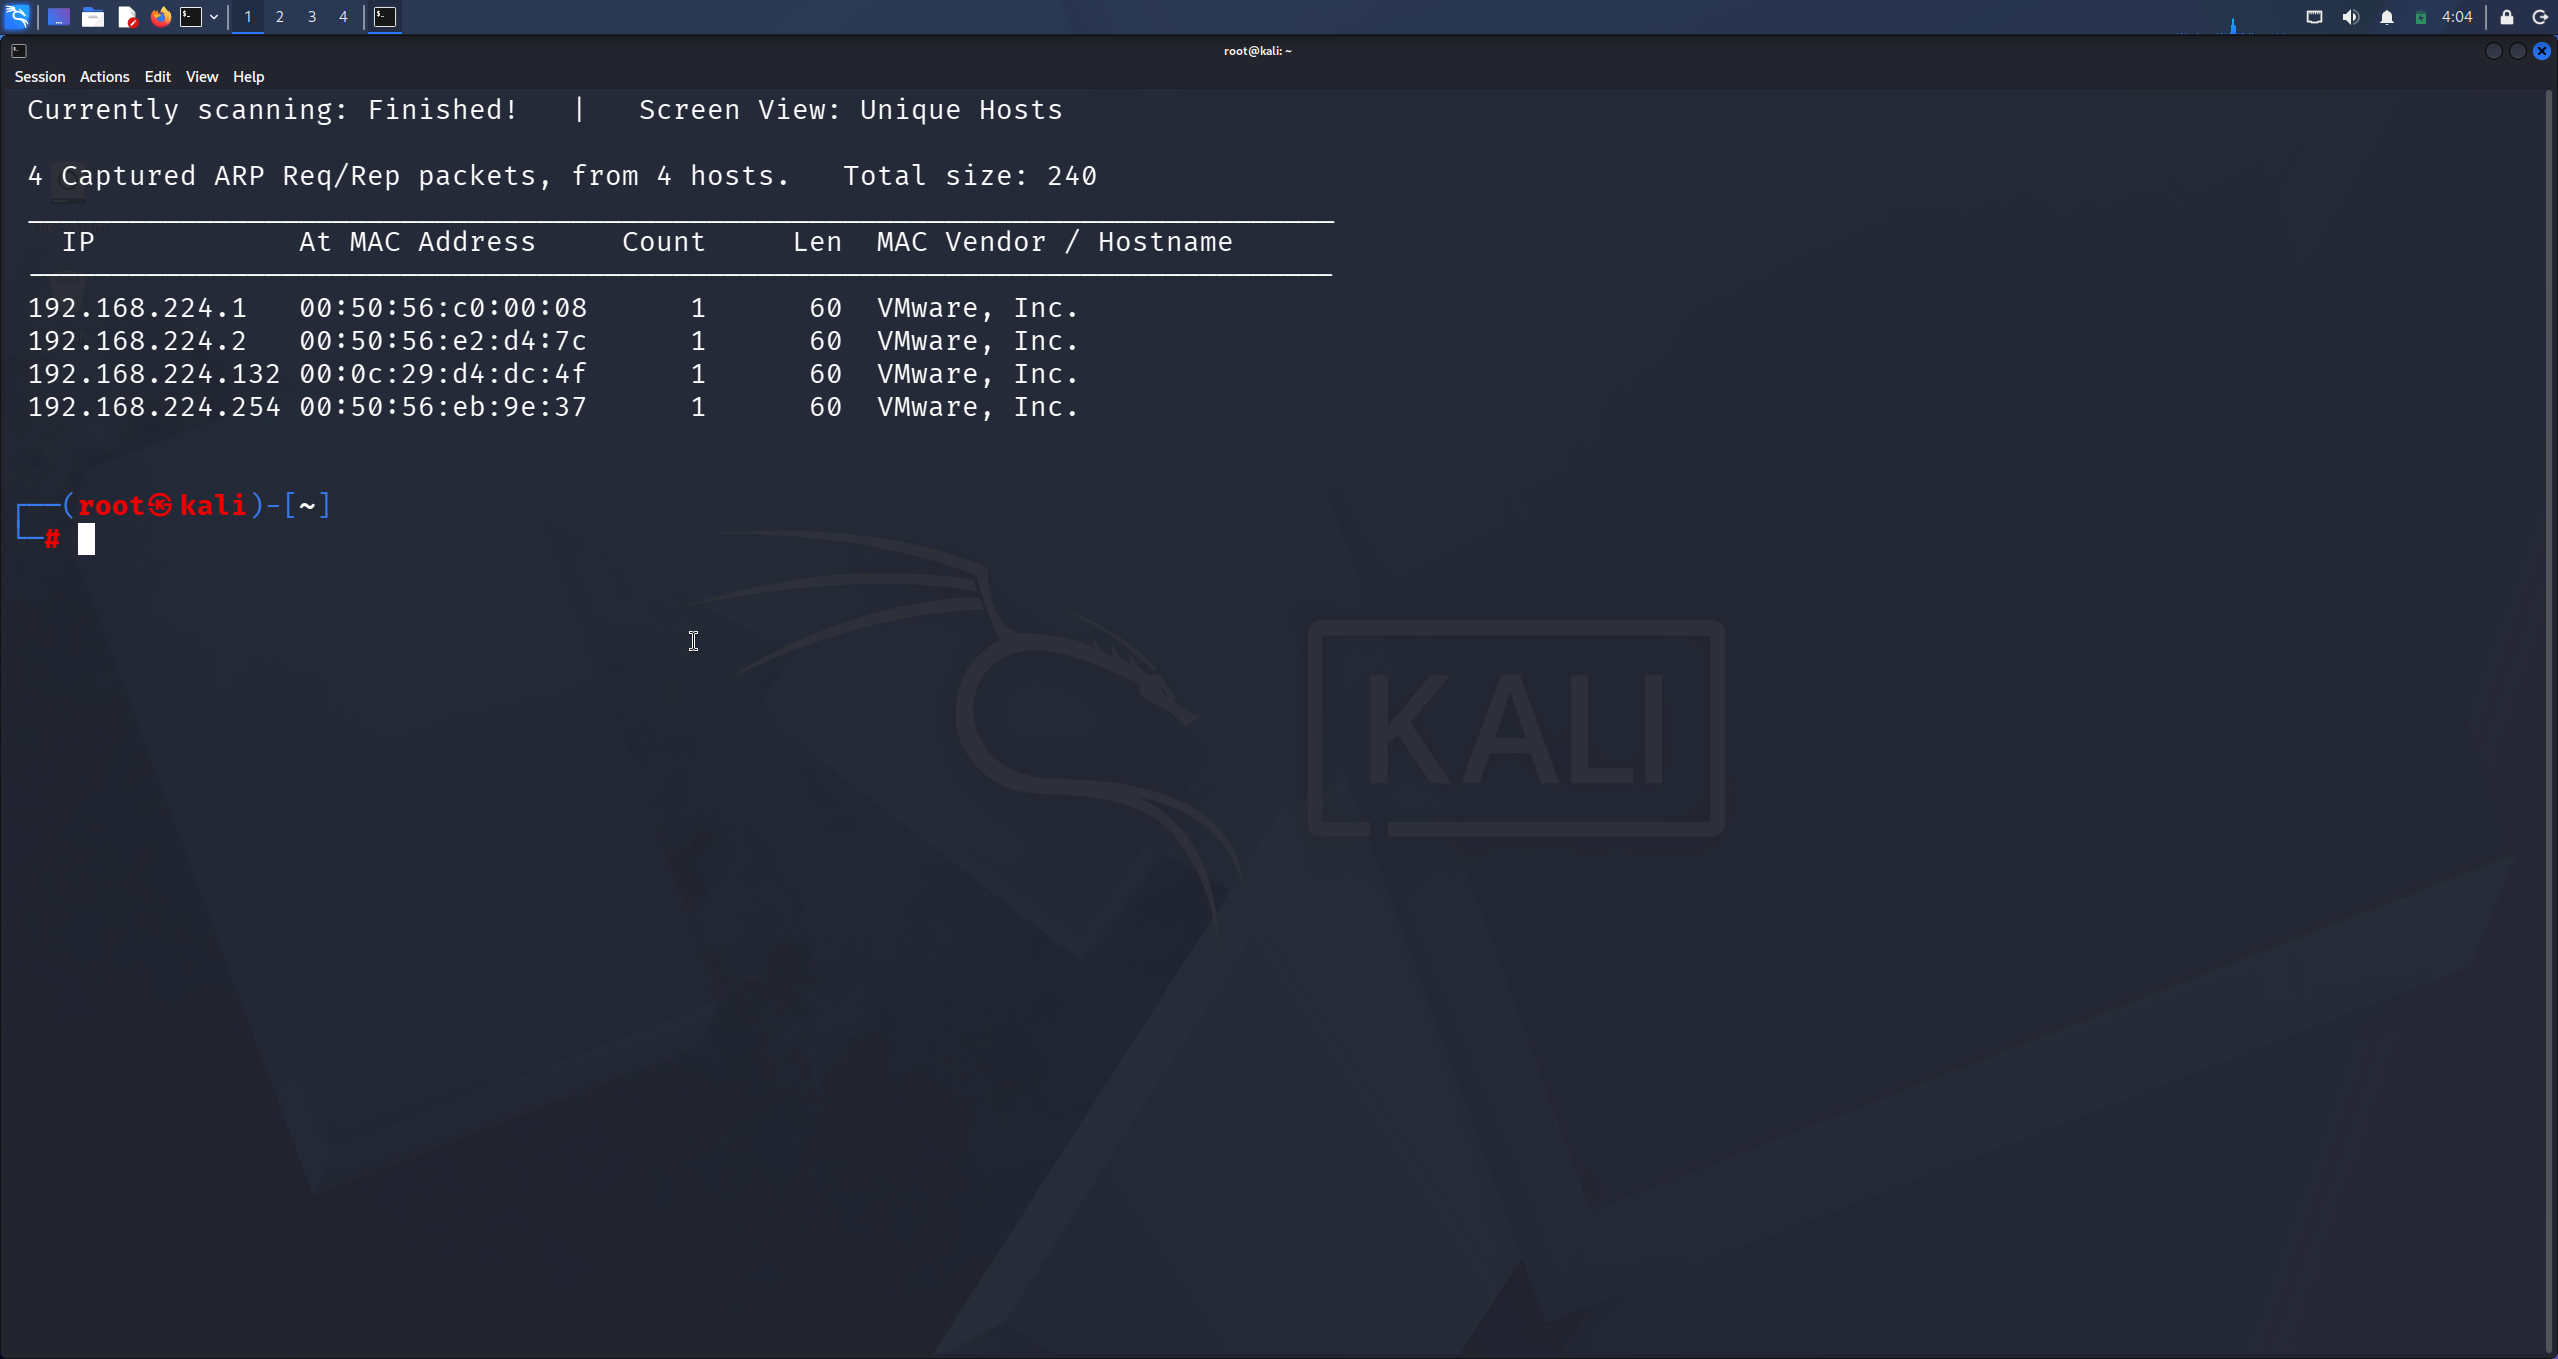 1 2 3 4 4:04
root@kali: ~
Session Actions Edit View Help
Currently scanning: Finished!   |   Screen View: Unique Hosts
4 Captured ARP Req/Rep packets, from 4 hosts.   Total size: 240
IP            At MAC Address     Count     Len  MAC Vendor / Hostname
192.168.224.1   00:50:56:c0:00:08      1      60  VMware, Inc.
192.168.224.2   00:50:56:e2:d4:7c      1      60  VMware, Inc.
192.168.224.132 00:0c:29:d4:dc:4f      1      60  VMware, Inc.
192.168.224.254 00:50:56:eb:9e:37      1      60  VMware, Inc.
┌──(root㉿kali)-[~]
└─#
KALI